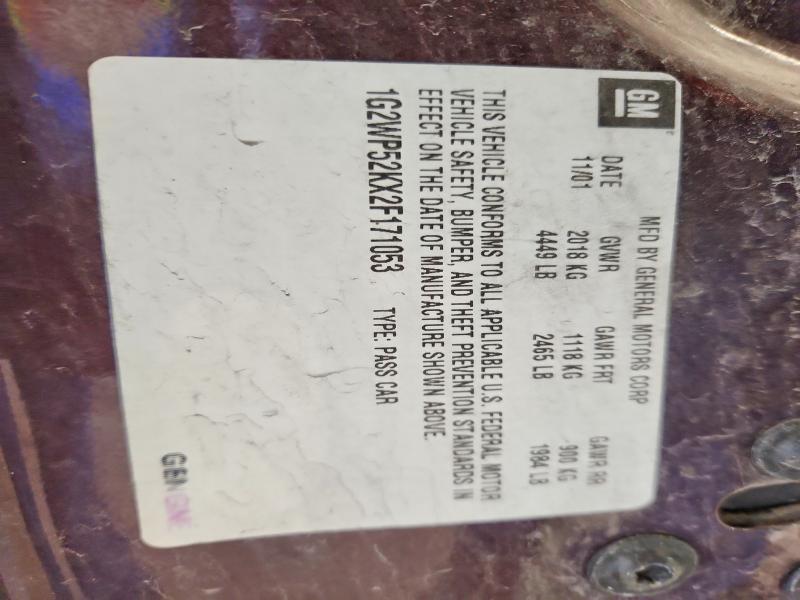 GM
MFD BY GENERAL MOTORS CORP
DATE GVWR GAWR FRT GAWR RR
11/01 2018 KG 1118 KG 900 KG
4449 LB 2465 LB 1984 LB
THIS VEHICLE CONFORMS TO ALL APPLICABLE U.S. FEDERAL MOTOR
VEHICLE SAFETY, BUMPER, AND THEFT PREVENTION STANDARDS IN
EFFECT ON THE DATE OF MANUFACTURE SHOWN ABOVE.
1G2WP52KX2F171053 TYPE: PASS CAR
GEN GM